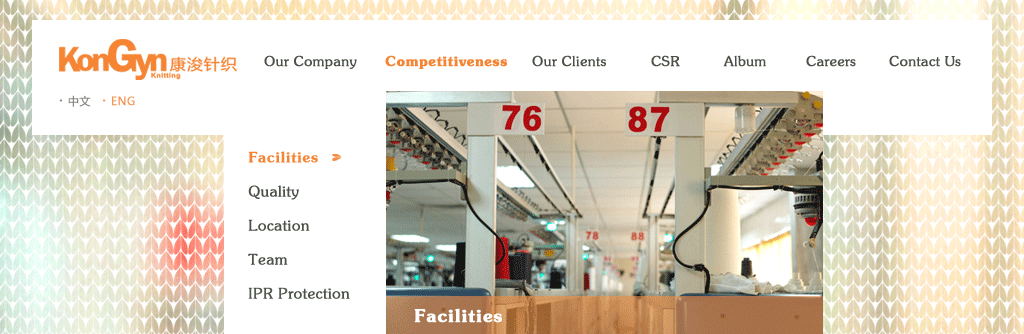 KonGyn 康浚针织
Knitting
Our Company
Competitiveness
Our Clients
CSR
Album
Careers
Contact Us
· 中文
· ENG
76
87
78
88
Facilities
Quality
Location
Team
IPR Protection
Facilities